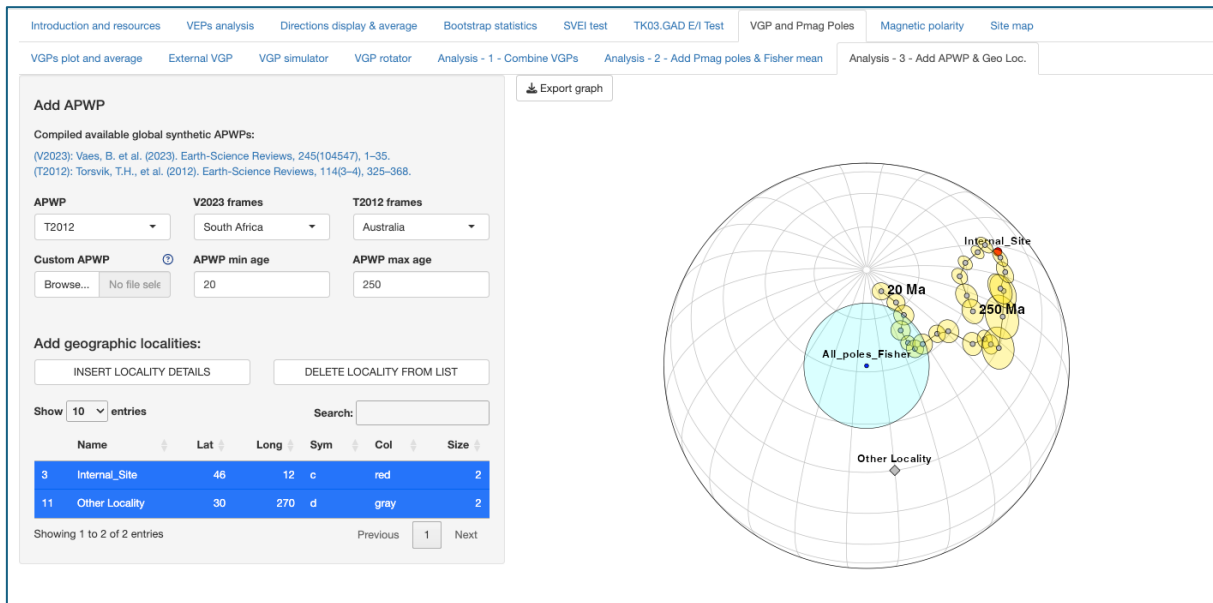 Introduction and resources VEPs analysis Directions display & average Bootstrap statistics SVEI test TK03.GAD E/I Test VGP and Pmag Poles Magnetic polarity Site map
VGPs plot and average External VGP VGP simulator VGP rotator Analysis - 1 - Combine VGPs Analysis - 2 - Add Pmag poles & Fisher mean Analysis - 3 - Add APWP & Geo Loc.
Export graph
Add APWP
Compiled available global synthetic APWPs:
(V2023): Vaes, B. et al. (2023). Earth-Science Reviews, 245(104547), 1–35.
(T2012): Torsvik, T.H., et al. (2012). Earth-Science Reviews, 114(3–4), 325–368.
APWP V2023 frames T2012 frames
T2012 South Africa Australia
Custom APWP ? APWP min age APWP max age
Browse... No file sele 20 250
Add geographic localities:
INSERT LOCALITY DETAILS DELETE LOCALITY FROM LIST
Show 10 entries Search:
Name Lat Long Sym Col Size
3 Internal_Site 46 12 c red 2
11 Other Locality 30 270 d gray 2
Showing 1 to 2 of 2 entries Previous 1 Next
Internal_Site
20 Ma
250 Ma
All_poles_Fisher
Other Locality